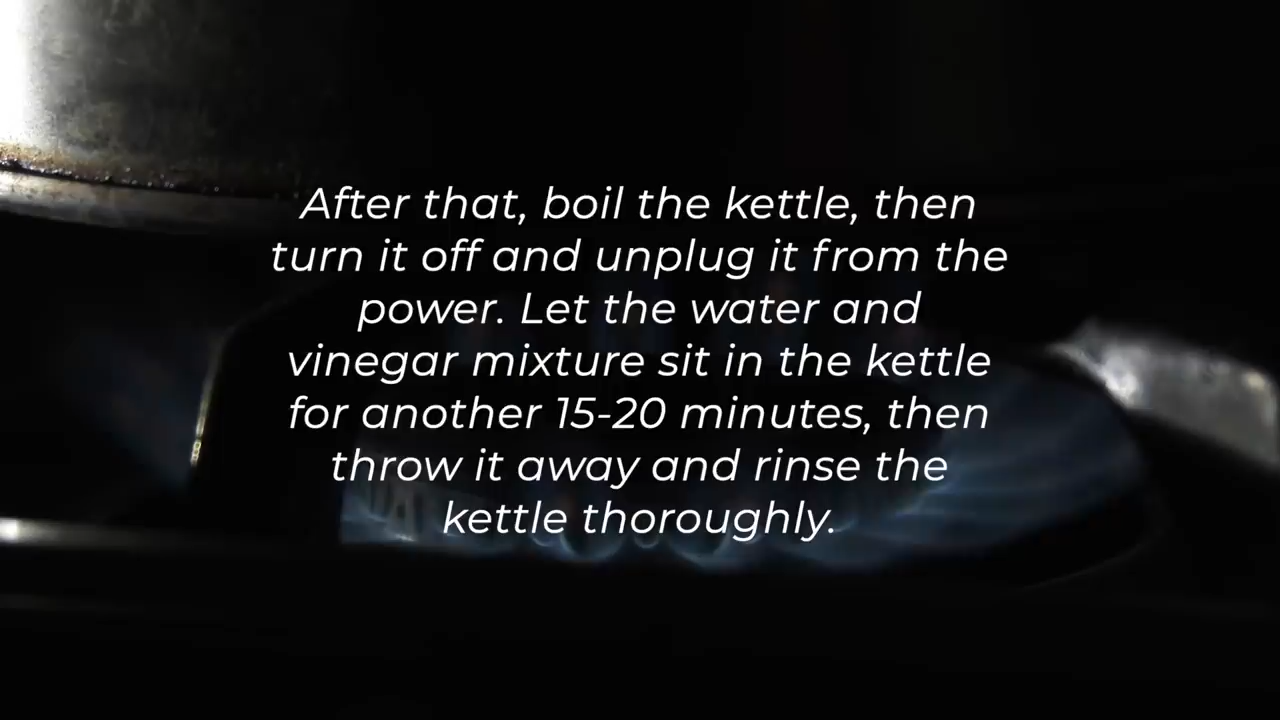 After that, boil the kettle, then
turn it off and unplug it from the
power. Let the water and
vinegar mixture sit in the kettle
for another 15-20 minutes, then
throw it away and rinse the
kettle thoroughly.